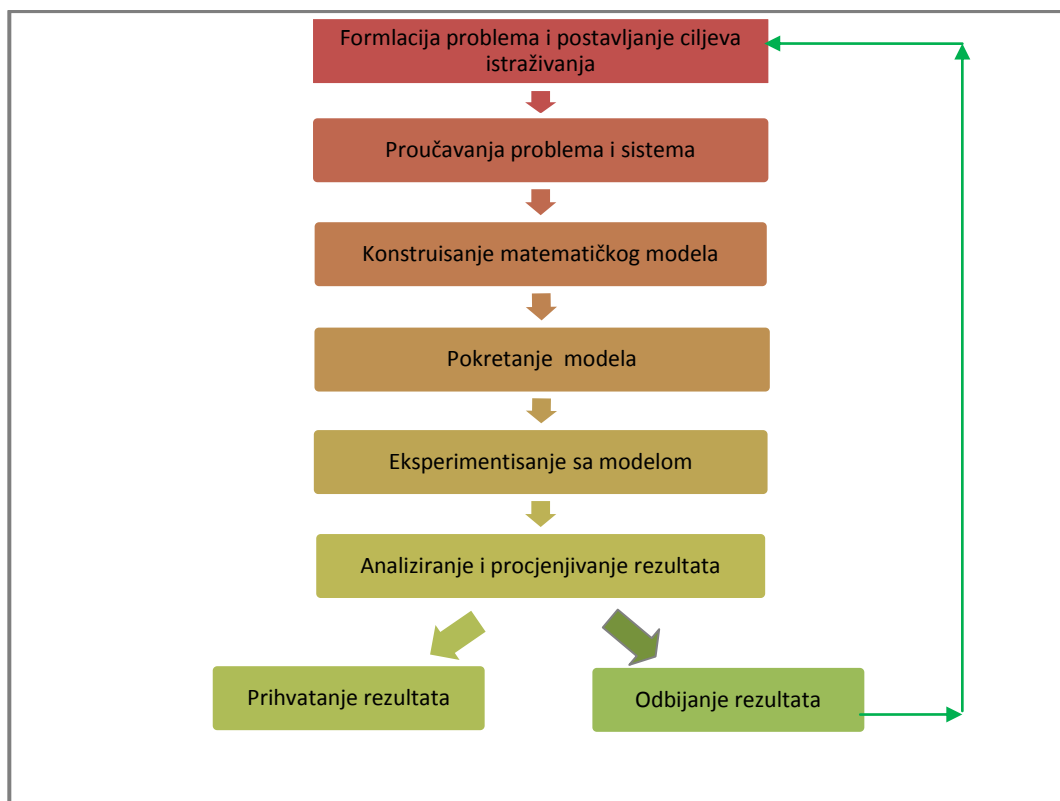 Formlacija problema i postavljanje ciljeva
istraživanja
Proučavanja problema i sistema
Konstruisanje matematičkog modela
Pokretanje  modela
Eksperimentisanje sa modelom
Analiziranje i procjenjivanje rezultata
Prihvatanje rezultata
Odbijanje rezultata